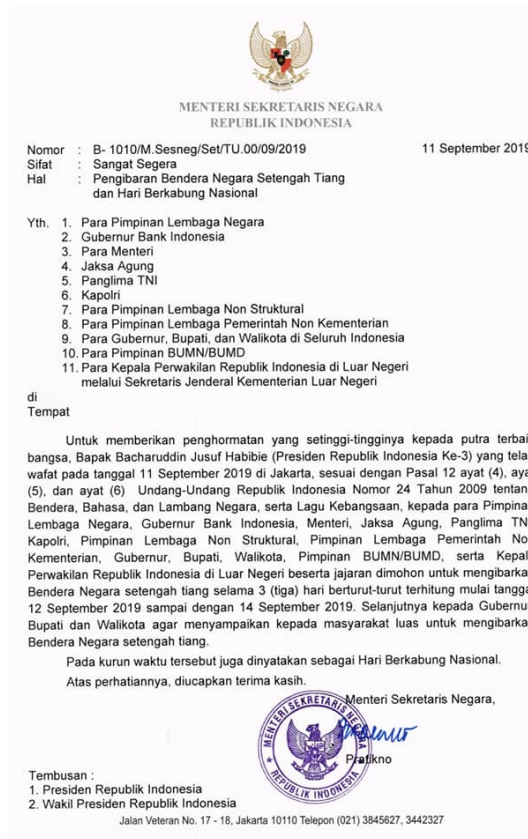 MENTERI SEKRETARIS NEGARA
REPUBLIK INDONESIA
Nomor : B- 1010/M.Sesneg/Set/TU.00/09/2019 11 September 2019
Sifat : Sangat Segera
Hal : Pengibaran Bendera Negara Setengah Tiang
dan Hari Berkabung Nasional
Yth. 1. Para Pimpinan Lembaga Negara
2. Gubernur Bank Indonesia
3. Para Menteri
4. Jaksa Agung
5. Panglima TNI
6. Kapolri
7. Para Pimpinan Lembaga Non Struktural
8. Para Pimpinan Lembaga Pemerintah Non Kementerian
9. Para Gubernur, Bupati, dan Walikota di Seluruh Indonesia
10. Para Pimpinan BUMN/BUMD
11. Para Kepala Perwakilan Republik Indonesia di Luar Negeri
melalui Sekretaris Jenderal Kementerian Luar Negeri
di
Tempat
Untuk memberikan penghormatan yang setinggi-tingginya kepada putra terbai
bangsa, Bapak Bacharuddin Jusuf Habibie (Presiden Republik Indonesia Ke-3) yang tela
wafat pada tanggal 11 September 2019 di Jakarta, sesuai dengan Pasal 12 ayat (4), aya
(5), dan ayat (6) Undang-Undang Republik Indonesia Nomor 24 Tahun 2009 tentan
Bendera, Bahasa, dan Lambang Negara, serta Lagu Kebangsaan, kepada para Pimpina
Lembaga Negara, Gubernur Bank Indonesia, Menteri, Jaksa Agung, Panglima TN
Kapolri, Pimpinan Lembaga Non Struktural, Pimpinan Lembaga Pemerintah No
Kementerian, Gubernur, Bupati, Walikota, Pimpinan BUMN/BUMD, serta Kepal
Perwakilan Republik Indonesia di Luar Negeri beserta jajaran dimohon untuk mengibarka
Bendera Negara setengah tiang selama 3 (tiga) hari berturut-turut terhitung mulai tangga
12 September 2019 sampai dengan 14 September 2019. Selanjutnya kepada Gubernu
Bupati dan Walikota agar menyampaikan kepada masyarakat luas untuk mengibarka
Bendera Negara setengah tiang.
Pada kurun waktu tersebut juga dinyatakan sebagai Hari Berkabung Nasional.
Atas perhatiannya, diucapkan terima kasih.
Menteri Sekretaris Negara,
MENTERI SEKRETARIS NEGARA
REPUBLIK INDONESIA
Pratikno
Tembusan :
1. Presiden Republik Indonesia
2. Wakil Presiden Republik Indonesia
Jalan Veteran No. 17 - 18, Jakarta 10110 Telepon (021) 3845627, 3442327